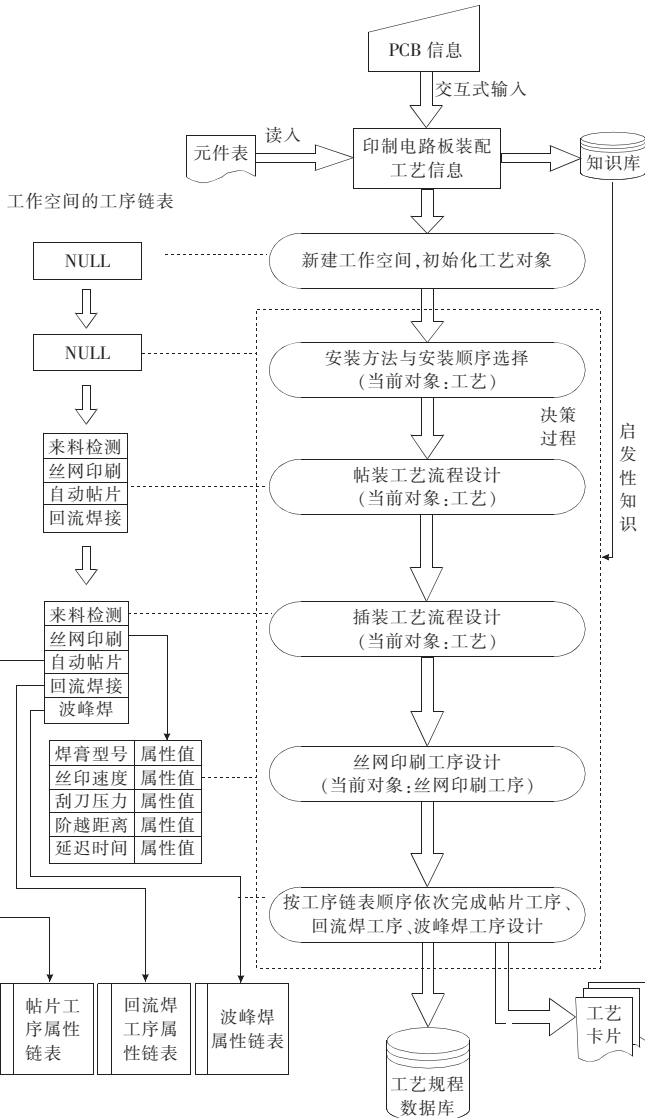 PCB 信息
交互式输入
读入
元件表
印制电路板装配
工艺信息
知识库
工作空间的工序链表
NULL
新建工作空间,初始化工艺对象
NULL
安装方法与安装顺序选择
(当前对象:工艺)
决策
过程
启
发
性
知
识
来料检测
丝网印刷
自动帖片
回流焊接
帖装工艺流程设计
(当前对象:工艺)
来料检测
丝网印刷
自动帖片
回流焊接
波峰焊
插装工艺流程设计
(当前对象:工艺)
焊膏型号 属性值
丝印速度 属性值
刮刀压力 属性值
阶越距离 属性值
延迟时间 属性值
丝网印刷工序设计
(当前对象:丝网印刷工序)
按工序链表顺序依次完成帖片工序、
回流焊工序、波峰焊工序设计
帖片工
序属性
链表
回流焊
工序属
性链表
波峰焊
属性链表
工艺
卡片
工艺规程
数据库